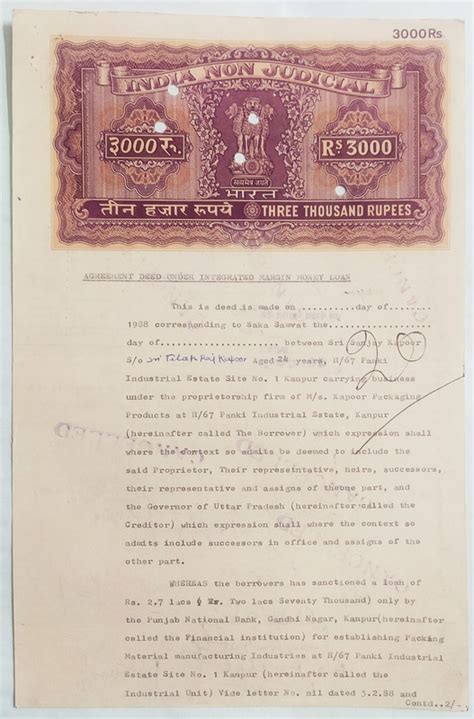 3000Rs.
INDIA NON JUDICIAL
३000 रु.
Rs 3000
सत्यमेव जयते
भारत
तीन हजार रूपये
THREE THOUSAND RUPEES
AGREEMENT DEED UNDER INTEGRATED MARGIN MONEY LOAN
This is deed is made on ............day of
1988 corresponding to Saka Samvat the............
day of................between Sri Sanjay Kapoor
S/o Sri Tilak Raj Kapoor Aged 24 years, H/67 Panki
Industrial Estate Site No. 1 Kanpur carrying business
under the proprietorship firm of M/s. Kapoor Packaging
Products at H/67 Panki Industrial Estate, Kanpur
(hereinafter called The Borrower) which expression shall
where the context so admits be deemed to include the
said Proprietor, Their representative, heirs, successors,
their representative and assigns of theone part, and
the Governor of Uttar Pradesh (hereinafter called the
Creditor) which expression shall where the context so
admits include successors in office and assigns of the
other part.
WHEREAS the borrowers has sanctioned a loan of
Rs. 2.7 lacs ( Rs. Two lacs Seventy Thousand) only by
the Punjab National Bank, Gandhi Nagar, Kanpur(hereinafter
called the Financial institution) for establishing Packing
Material manufacturing Industries at H/67 Panki Industrial
Estate Site No. 1 Kanpur (hereinafter called the
Industrial Unit) Vide letter No. nil dated 5.2.88 and
Contd..2/-